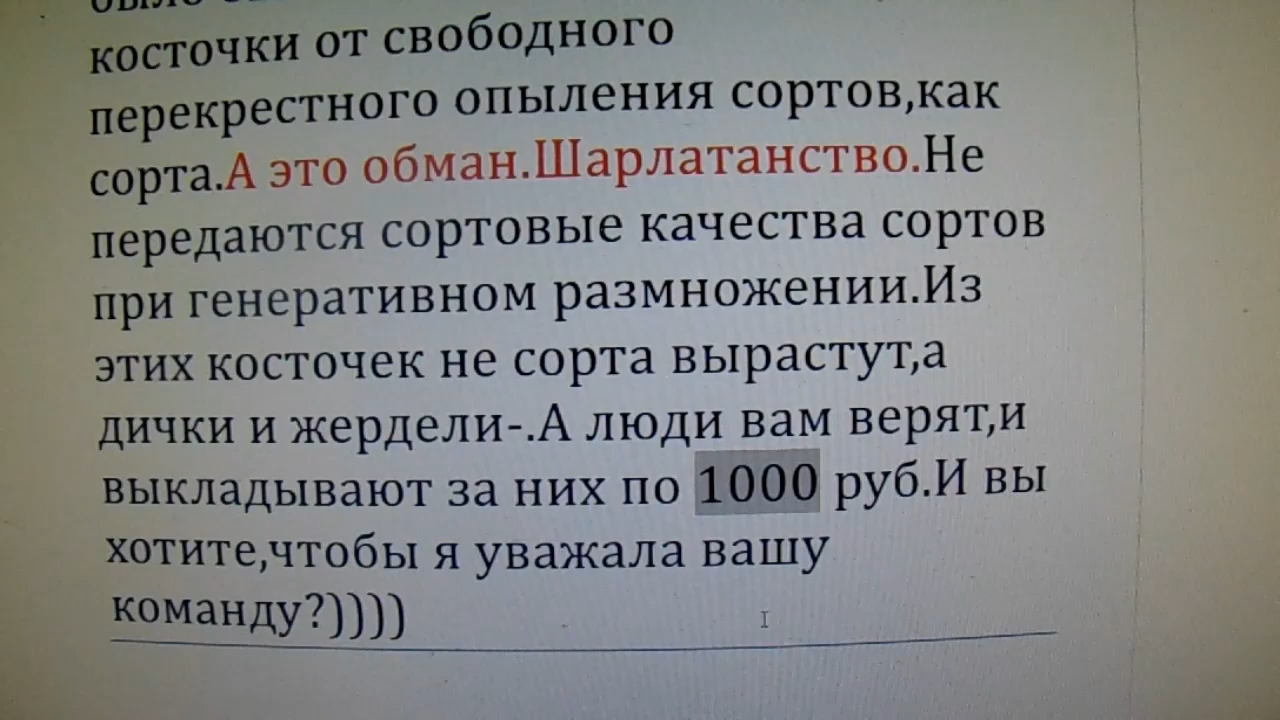 косточки от свободного
перекрестного опыления сортов,как
сорта.А это обман.Шарлатанство.Не
передаются сортовые качества сортов
при генеративном размножении.Из
этих косточек не сорта вырастут,а
дички и жердели-.А люди вам верят,и
выкладывают за них по 1000 руб.И вы
хотите,чтобы я уважала вашу
команду?))))